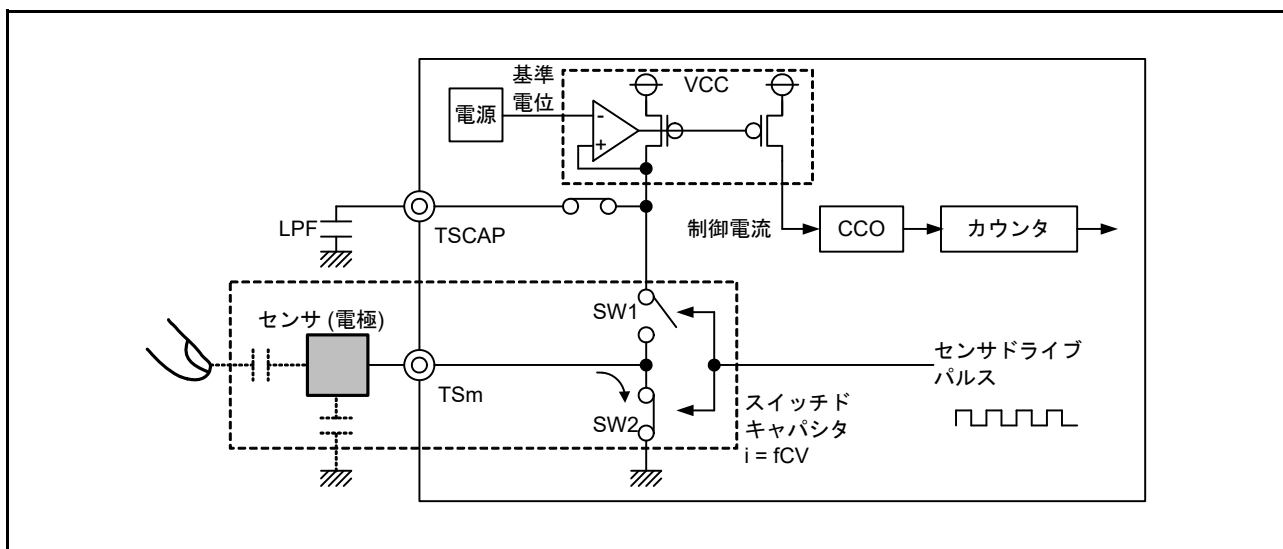 基準
電位
VCC
電源
-
+
LPF
TSCAP
制御電流
CCO
カウンタ
センサ (電極)
SW1
センサドライブ
パルス
TSm
SW2
スイッチド
キャパシタ
i = fCV